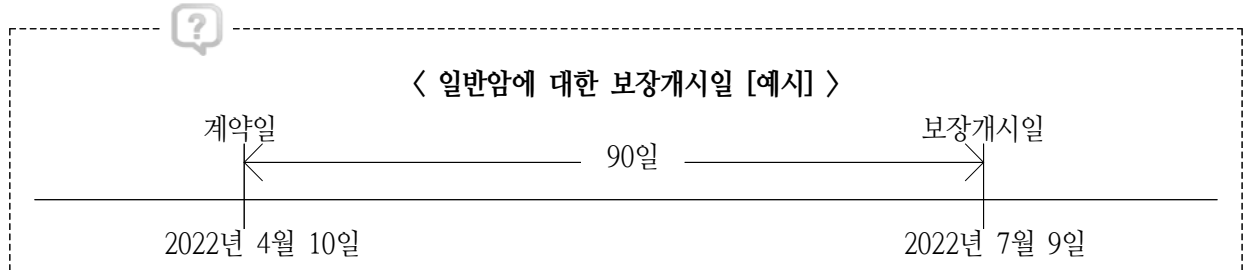 ?
〈 일반암에 대한 보장개시일 [예시] 〉
계약일 보장개시일
90일
2022년 4월 10일 2022년 7월 9일